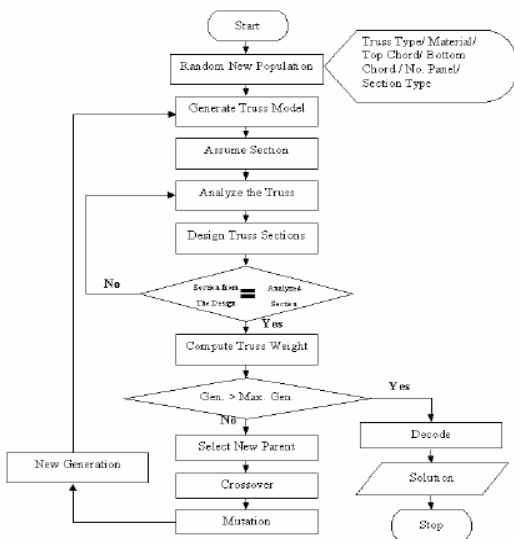 Start
Random New Population
Truss Type/ Material/
Top Chord/ Bottom
Chord / No. Panel/
Section Type
Generate Truss Model
Assume Section
Analyze the Truss
Design Truss Sections
No
Section from
The Design
=
Analyzed
Section
Yes
Compute Truss Weight
Gen. > Max. Gen.
Yes
No
Select New Parent
Crossover
Mutation
New Generation
Decode
Solution
Stop